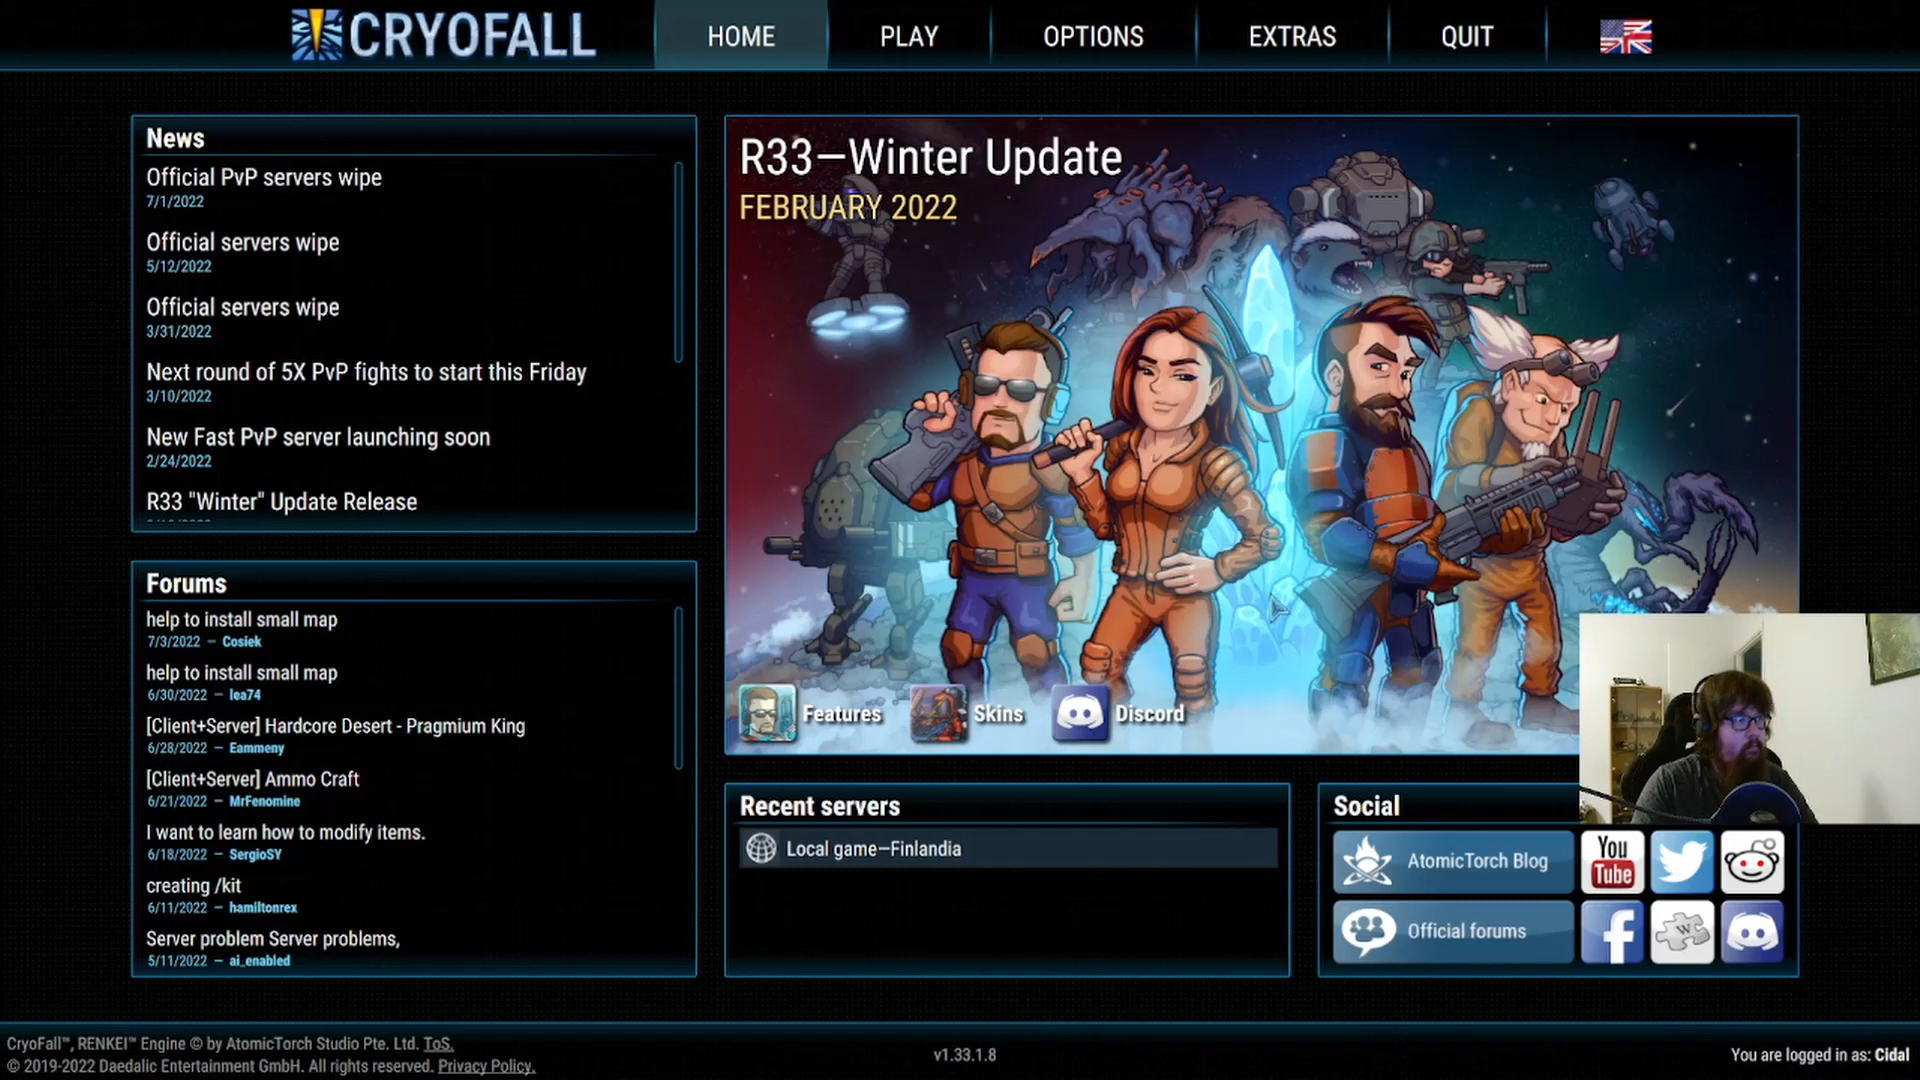 CRYOFALL
HOME
PLAY
OPTIONS
EXTRAS
QUIT
News
Official PvP servers wipe
7/1/2022
Official servers wipe
5/12/2022
Official servers wipe
3/31/2022
Next round of 5X PvP fights to start this Friday
3/10/2022
New Fast PvP server launching soon
2/24/2022
R33 "Winter" Update Release
R33—Winter Update
FEBRUARY 2022
Features
Skins
Discord
Forums
help to install small map
7/3/2022 — Cosiek
help to install small map
6/30/2022 — lea74
[Client+Server] Hardcore Desert - Pragmium King
6/28/2022 — Eammeny
[Client+Server] Ammo Craft
6/21/2022 — MrFenomine
I want to learn how to modify items.
6/18/2022 — SergioSY
creating /kit
6/11/2022 — hamiltonrex
Server problem Server problems,
5/11/2022 — ai_enabled
Recent servers
Local game—Finlandia
Social
AtomicTorch Blog
You
Tube
Official forums
W
CryoFall™, RENKEI™ Engine © by AtomicTorch Studio Pte. Ltd. ToS.
© 2019-2022 Daedalic Entertainment GmbH. All rights reserved. Privacy Policy.
v1.33.1.8
You are logged in as: Cidal